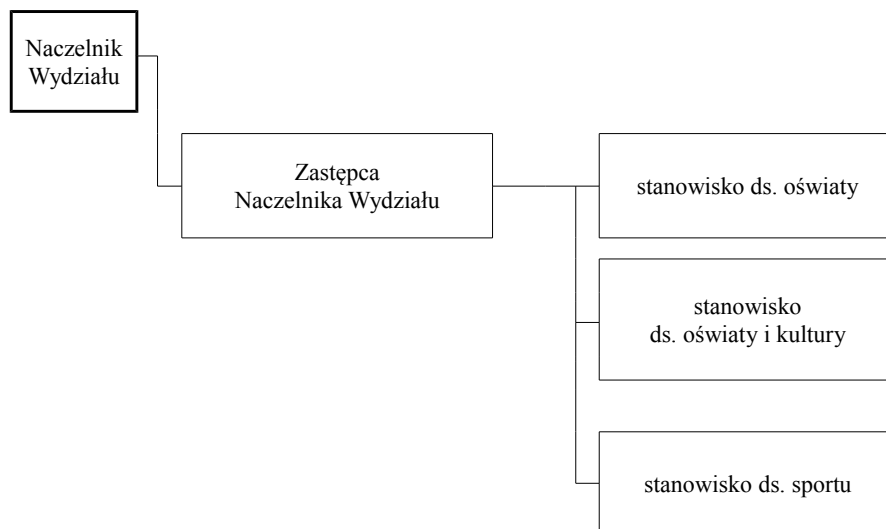 Naczelnik
Wydziału
Zastępca
Naczelnika Wydziału
stanowisko ds. oświaty
stanowisko
ds. oświaty i kultury
stanowisko ds. sportu